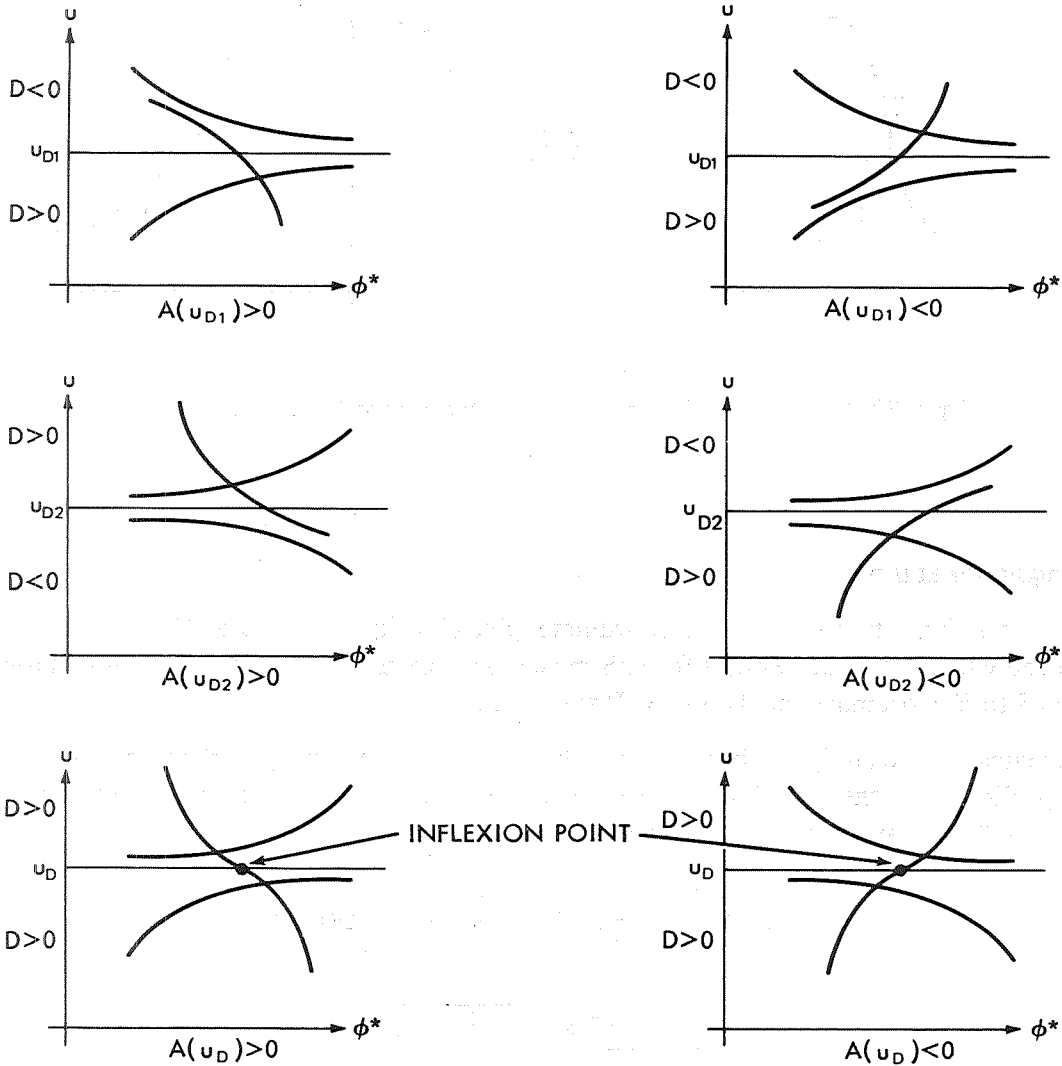 u
D<0
u_D1
D>0
ϕ*
A(u_D1)>0
u
D<0
u_D1
D>0
ϕ*
A(u_D1)<0
u
D>0
u_D2
D<0
ϕ*
A(u_D2)>0
u
D<0
u_D2
D>0
ϕ*
A(u_D2)<0
u
D>0
u_D
D>0
ϕ*
A(u_D)>0
INFLEXION POINT
u
D>0
u_D
D>0
ϕ*
A(u_D)<0